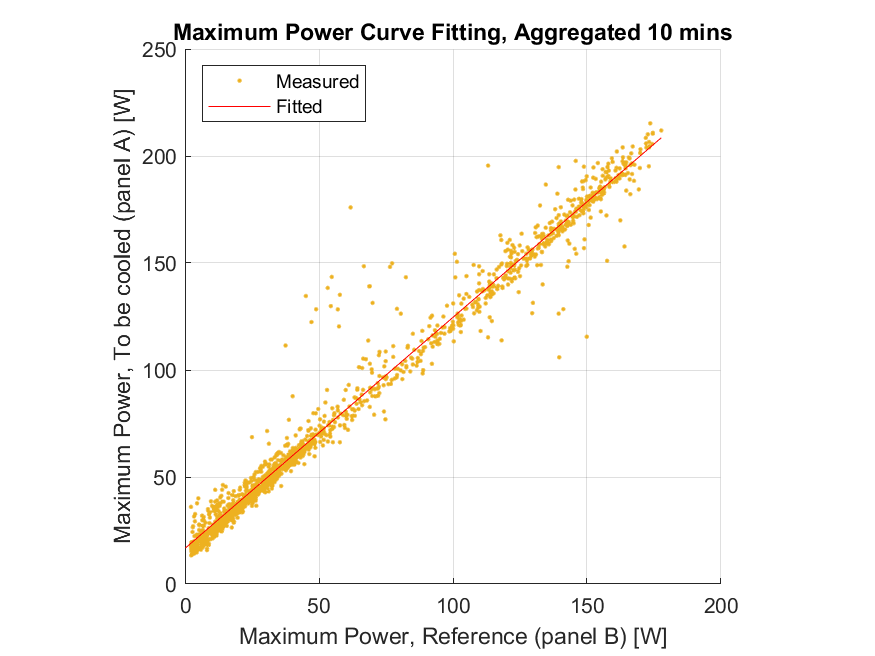 Maximum Power Curve Fitting, Aggregated 10 mins
Measured
Fitted
Maximum Power, To be cooled (panel A) [W]
250
200
150
100
50
0
0 50 100 150 200
Maximum Power, Reference (panel B) [W]